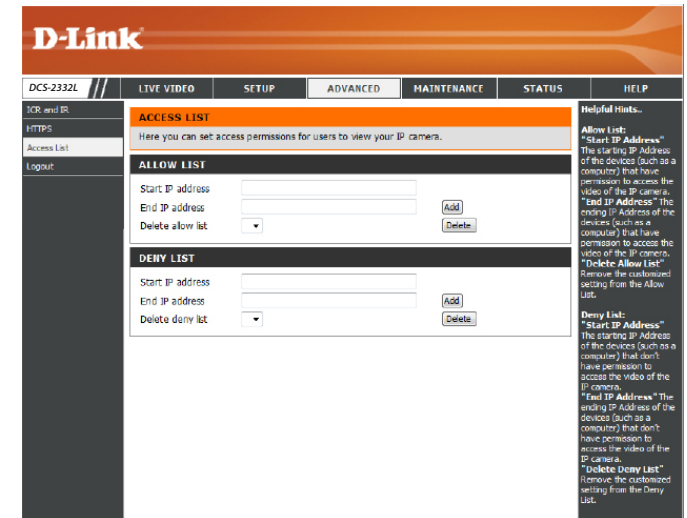 D-Link
DCS-2332L
LIVE VIDEO
SETUP
ADVANCED
MAINTENANCE
STATUS
HELP
ICR and IR
HTTPS
Access List
Logout
ACCESS LIST
Here you can set access permissions for users to view your IP camera.
ALLOW LIST
Start IP address
End IP address
Add
Delete allow list
Delete
DENY LIST
Start IP address
End IP address
Add
Delete deny list
Delete
Helpful Hints..
Allow List:
"Start IP Address"
The starting IP Address
of the devices (such as a
computer) that have
permission to access the
video of the IP camera.
"End IP Address" The
ending IP Address of the
devices (such as a
computer) that have
permission to access the
video of the IP camera.
"Delete Allow List"
Remove the customized
setting from the Allow
List.
Deny List:
"Start IP Address"
The starting IP Address
of the devices (such as a
computer) that don't
have permission to
access the video of the
IP camera.
"End IP Address" The
ending IP Address of the
devices (such as a
computer) that don't
have permission to
access the video of the
IP camera.
"Delete Deny List"
Remove the customized
setting from the Deny
List.